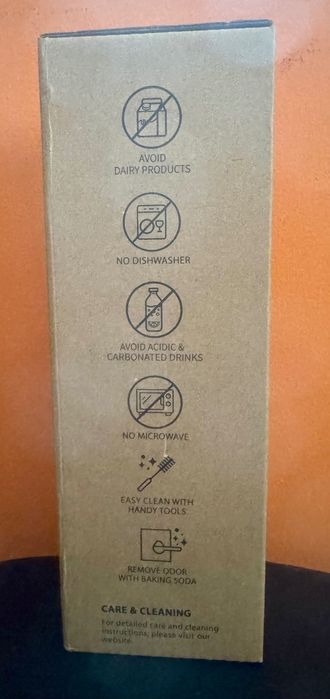 AVOID
DAIRY PRODUCTS
NO DISHWASHER
AVOID ACIDIC &
CARBONATED DRINKS
NO MICROWAVE
EASY CLEAN WITH
HANDY TOOLS
REMOVE ODOR
WITH BAKING SODA
CARE & CLEANING
For detailed care and cleaning
instructions, please visit our
website.